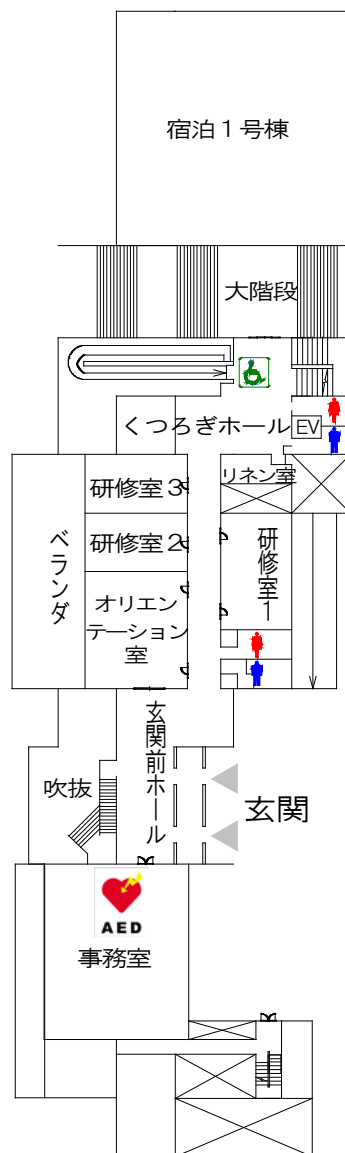 宿泊１号棟
大階段
くつろぎホール
EV
リネン室
研修室３
研修室２
ベランダ
オリエン
テーション
室
研修室１
玄関前ホール
吹抜
玄関
AED
事務室